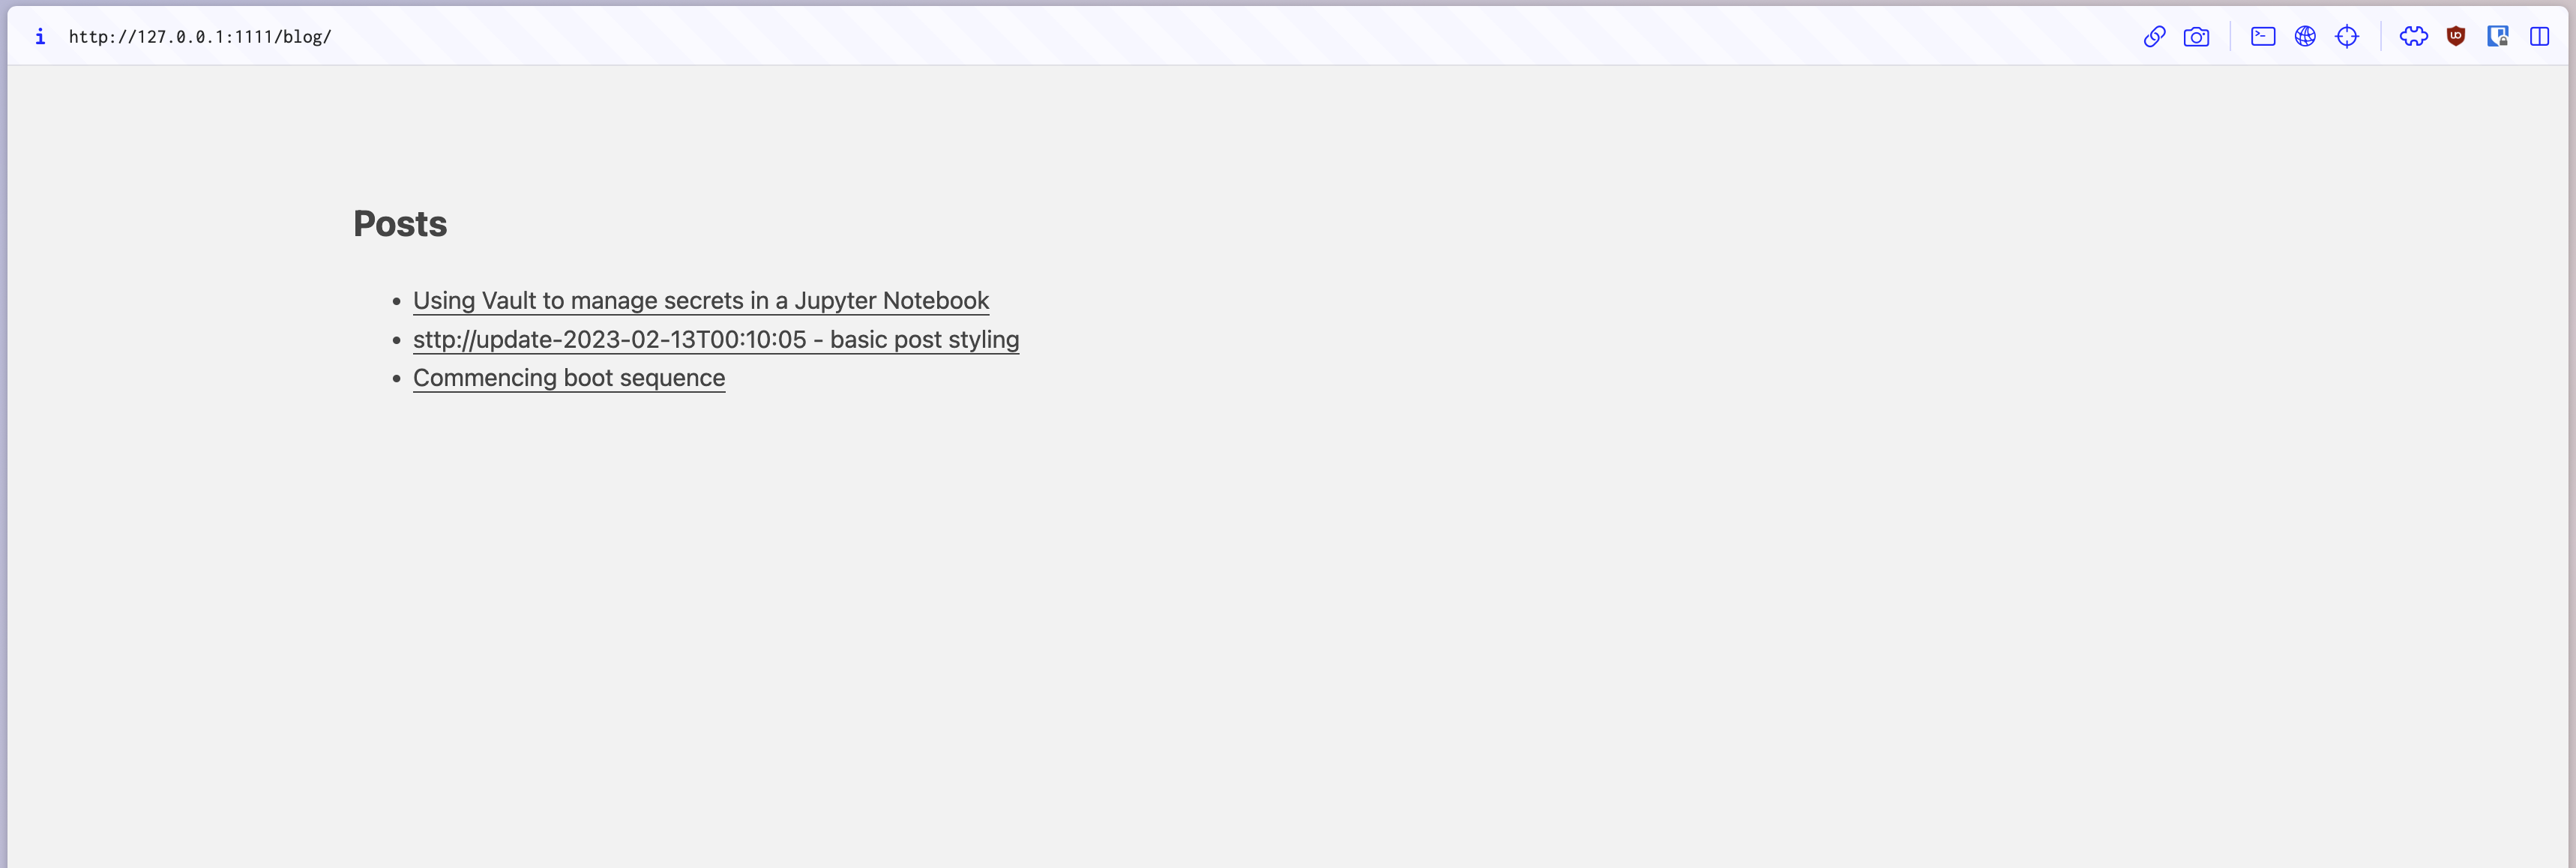 http://127.0.0.1:1111/blog/
Posts
Using Vault to manage secrets in a Jupyter Notebook
sttp://update-2023-02-13T00:10:05 - basic post styling
Commencing boot sequence